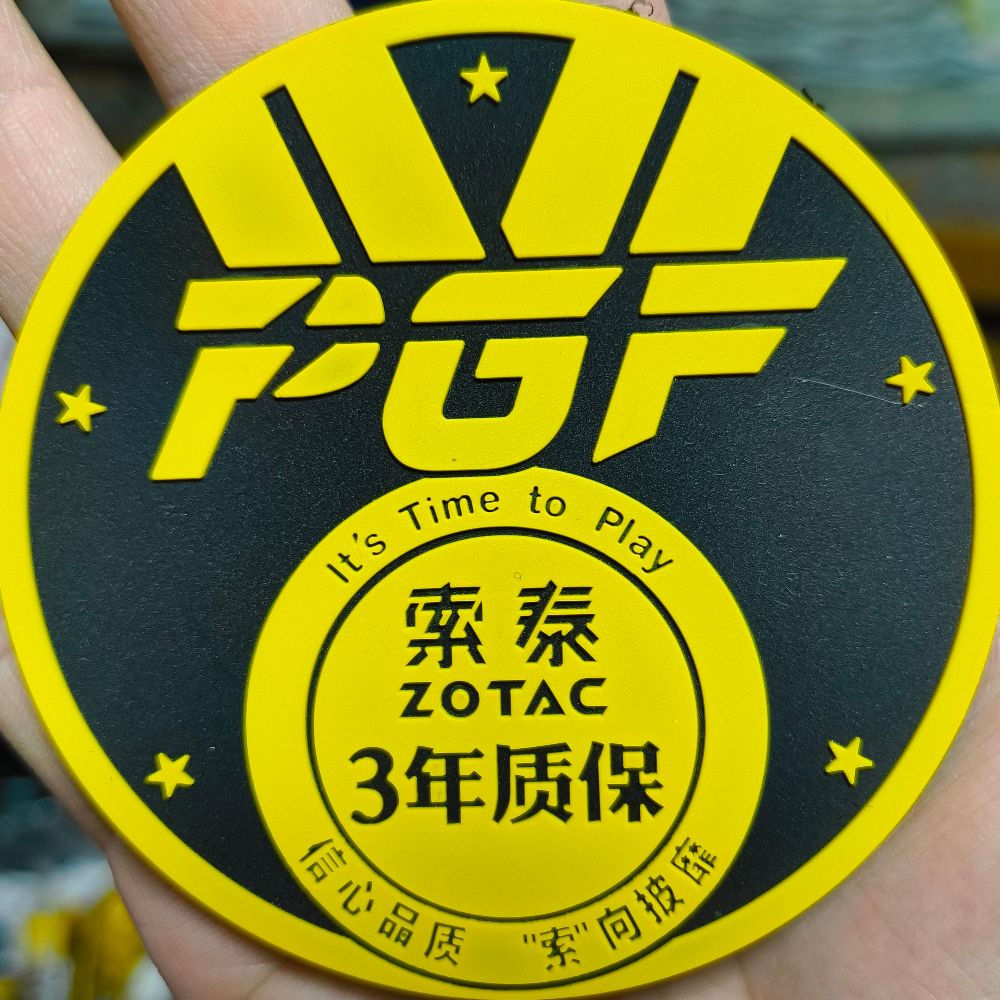 PGF
It's Time to Play
索泰
ZOTAC
3年质保
信心品质 "索"向披靡